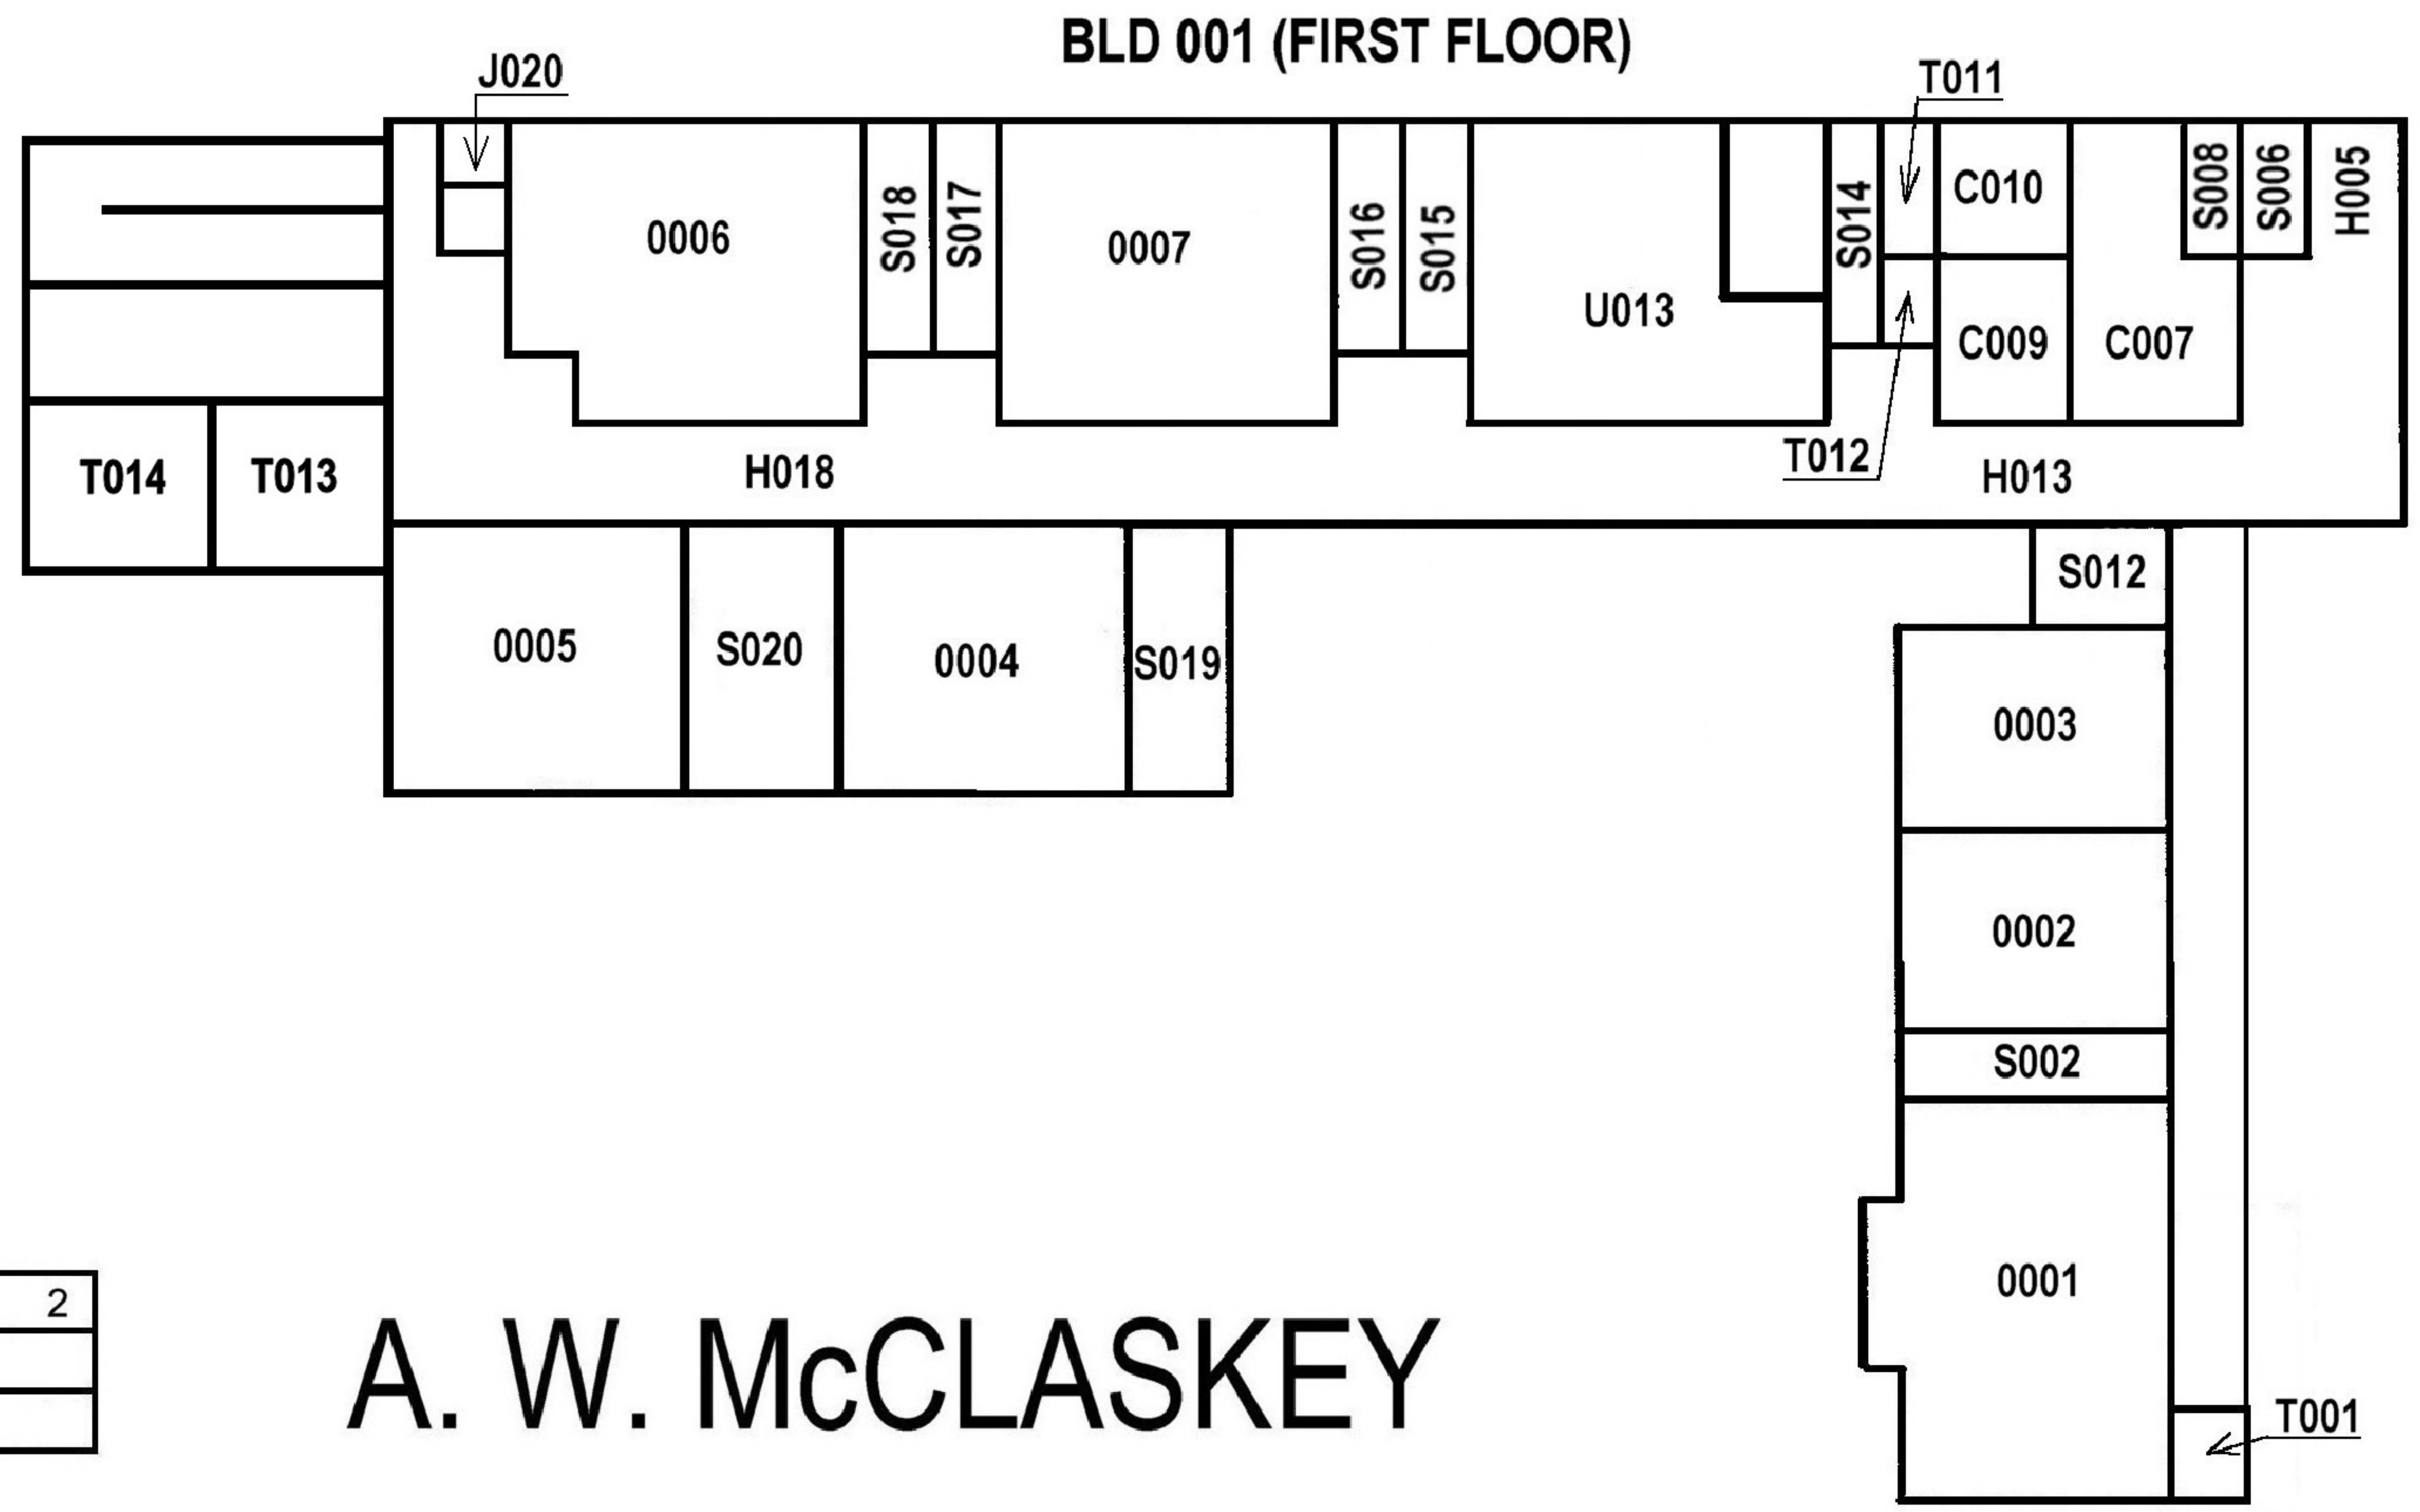 BLD 001 (FIRST FLOOR)
J020
T011
0006
S018
S017
0007
S016
S015
U013
S014
C010
S008
S006
H005
C009
C007
T012
T014
T013
H018
H013
0005
S020
0004
S019
S012
0003
0002
S002
0001
2
A. W. McCLASKEY
T001